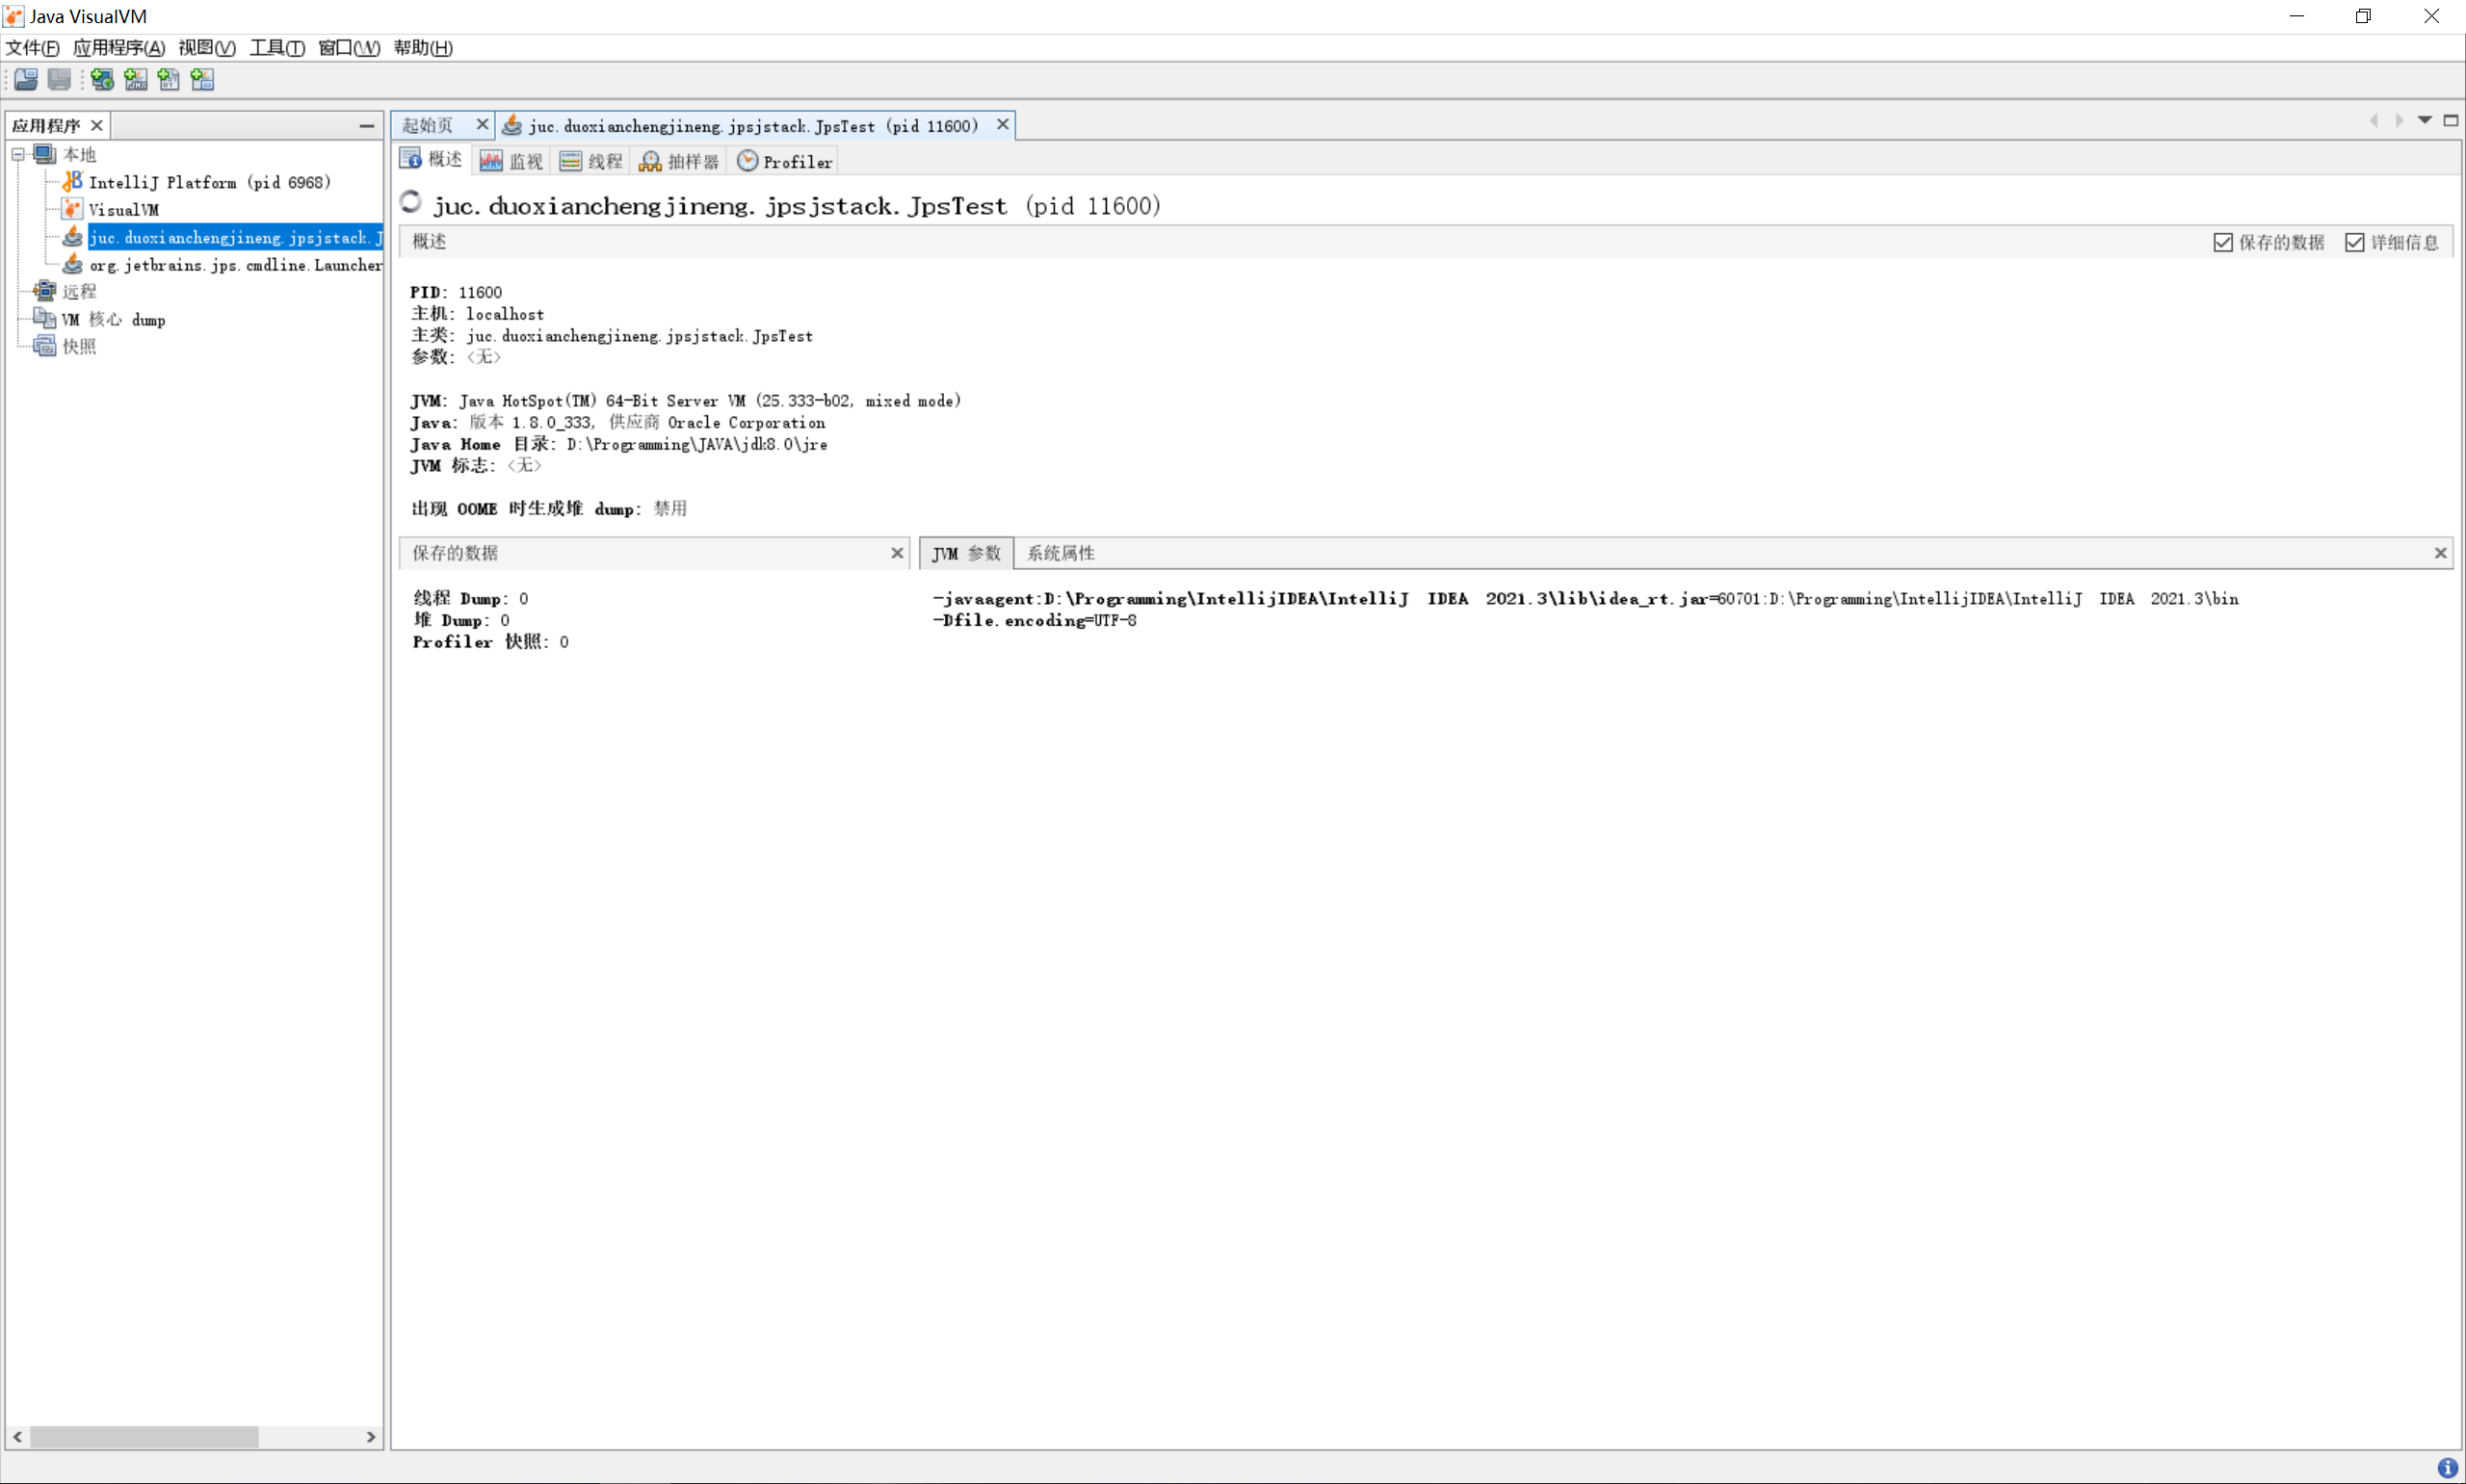 Java VisualVM
文件(F) 应用程序(A) 视图(V) 工具(T) 窗口(W) 帮助(H)
应用程序
本地
IntelliJ Platform (pid 6968)
VisualVM
juc.duoxianchengjineng.jpsjstack.J
org.jetbrains.jps.cmdline.Launcher
远程
VM 核心 dump
快照
起始页 juc.duoxianchengjineng.jpsjstack.JpsTest (pid 11600)
概述 监视 线程 抽样器 Profiler
juc.duoxianchengjineng.jpsjstack.JpsTest (pid 11600)
概述 保存的数据 详细信息
PID: 11600
主机: localhost
主类: juc.duoxianchengjineng.jpsjstack.JpsTest
参数: <无>
JVM: Java HotSpot(TM) 64-Bit Server VM (25.333-b02, mixed mode)
Java: 版本 1.8.0_333, 供应商 Oracle Corporation
Java Home 目录: D:\Programming\JAVA\jdk8.0\jre
JVM 标志: <无>
出现 OOME 时生成堆 dump: 禁用
保存的数据
线程 Dump: 0
堆 Dump: 0
Profiler 快照: 0
JVM 参数 系统属性
-javaagent:D:\Programming\IntellijIDEA\IntelliJ IDEA 2021.3\lib\idea_rt.jar=60701:D:\Programming\IntellijIDEA\IntelliJ IDEA 2021.3\bin
-Dfile.encoding=UTF-8